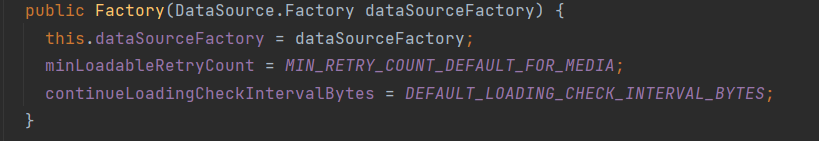 public Factory(DataSource.Factory dataSourceFactory) {
this.dataSourceFactory = dataSourceFactory;
minLoadableRetryCount = MIN_RETRY_COUNT_DEFAULT_FOR_MEDIA;
continueLoadingCheckIntervalBytes = DEFAULT_LOADING_CHECK_INTERVAL_BYTES;
}